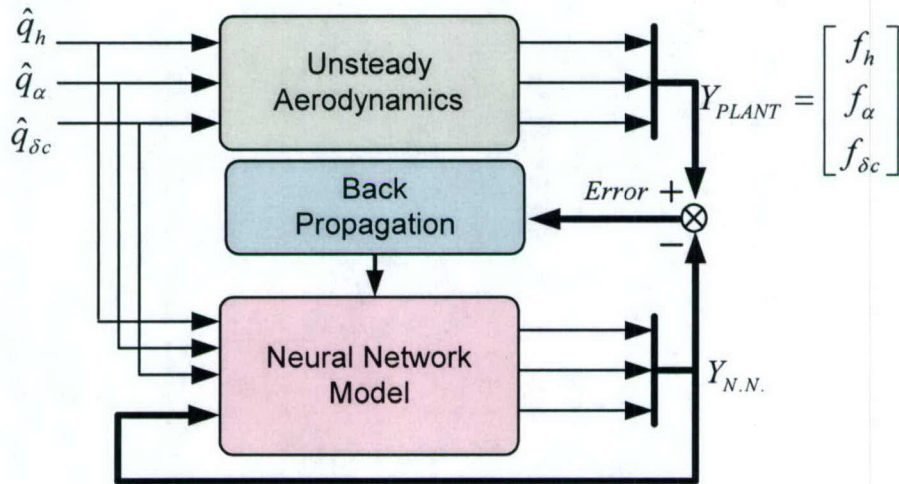 q̂_h
q̂_α
q̂_δc
Unsteady
Aerodynamics
Y_PLANT = [ f_h f_α f_δc ]
Back
Propagation
Error +
−
Neural Network
Model
Y_N.N.